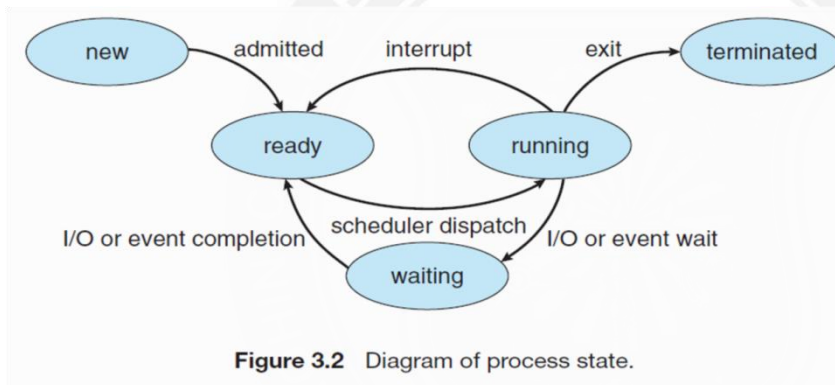 new
admitted
interrupt
exit
terminated
ready
running
scheduler dispatch
I/O or event completion
I/O or event wait
waiting
Figure 3.2 Diagram of process state.